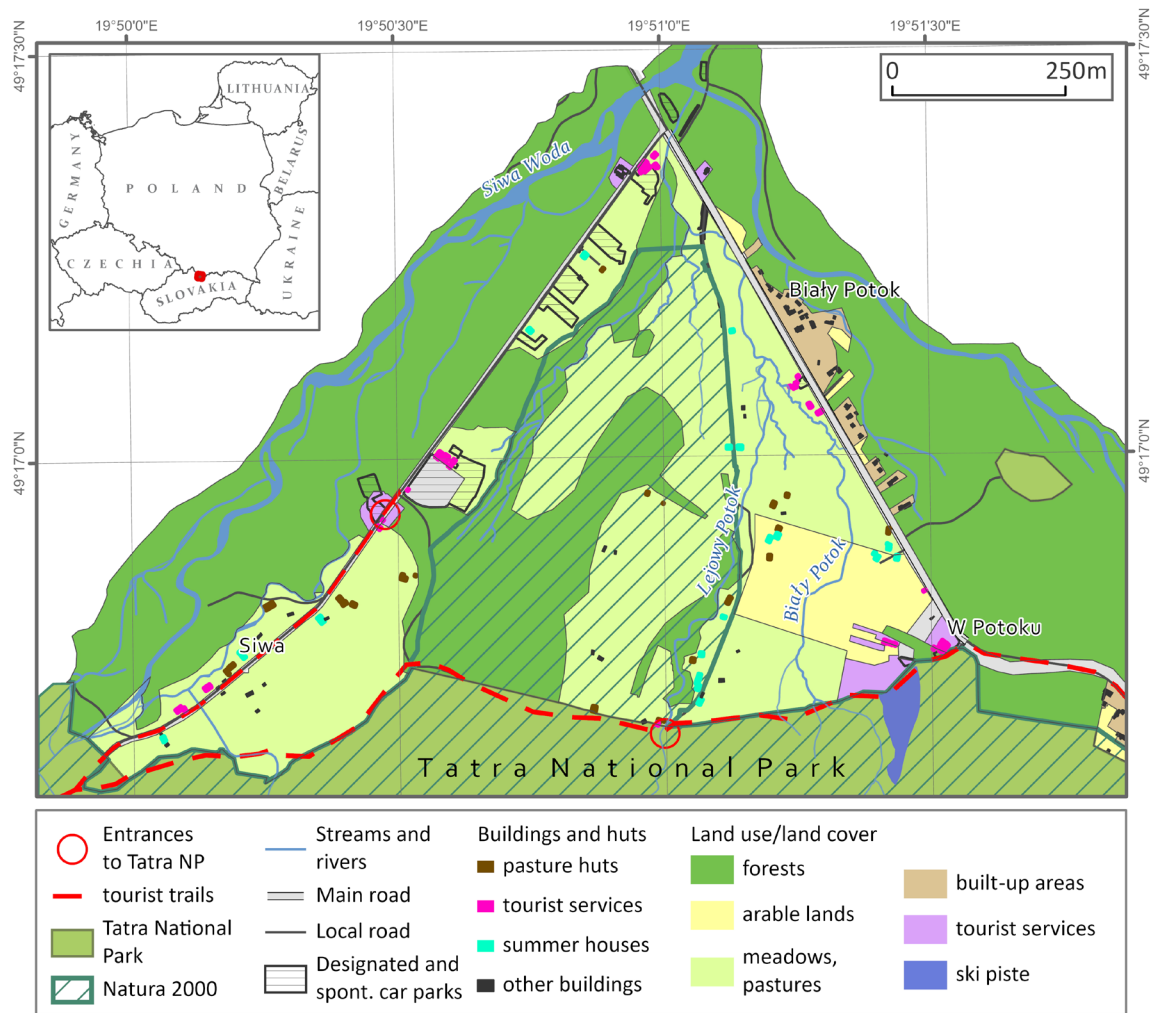 19°50'0"E
19°50'30"E
19°51'0"E
19°51'30"E
49°17'30"N
49°17'30"N
49°17'0"N
49°17'0"N
LITHUANIA
GERMANY
POLAND
BELARUS
UKRAINE
CZECHIA
SLOVAKIA
0 250m
Siwa Woda
Biały Potok
Lejowy Potok
Biały Potok
Siwa
W Potoku
Tatra National Park
Entrances
to Tatra NP
tourist trails
Tatra National
Park
Natura 2000
Streams and
rivers
Main road
Local road
Designated and
spont. car parks
Buildings and huts
pasture huts
tourist services
summer houses
other buildings
Land use/land cover
forests
arable lands
meadows,
pastures
built-up areas
tourist services
ski piste